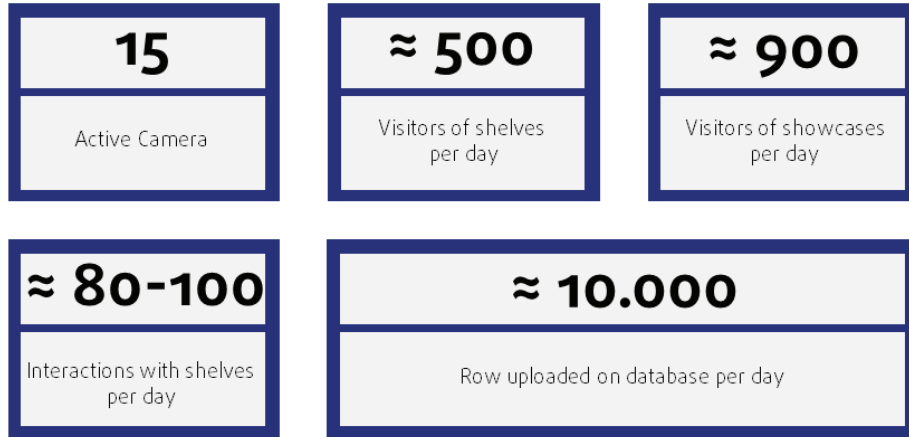 15
Active Camera
≈ 500
Visitors of shelves
per day
≈ 900
Visitors of showcases
per day
≈ 80-100
Interactions with shelves
per day
≈ 10.000
Row uploaded on database per day